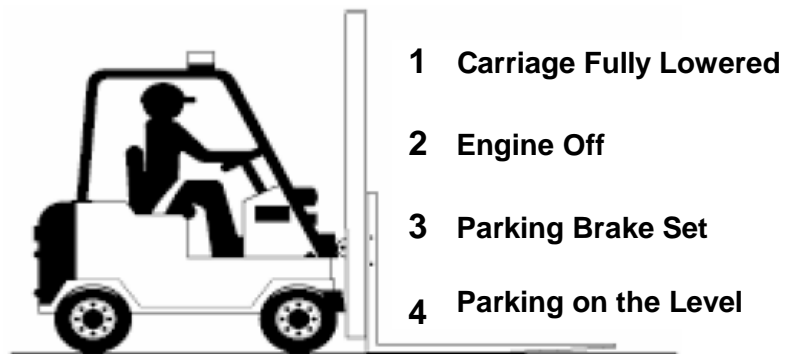 1 Carriage Fully Lowered
2 Engine Off
3 Parking Brake Set
4 Parking on the Level